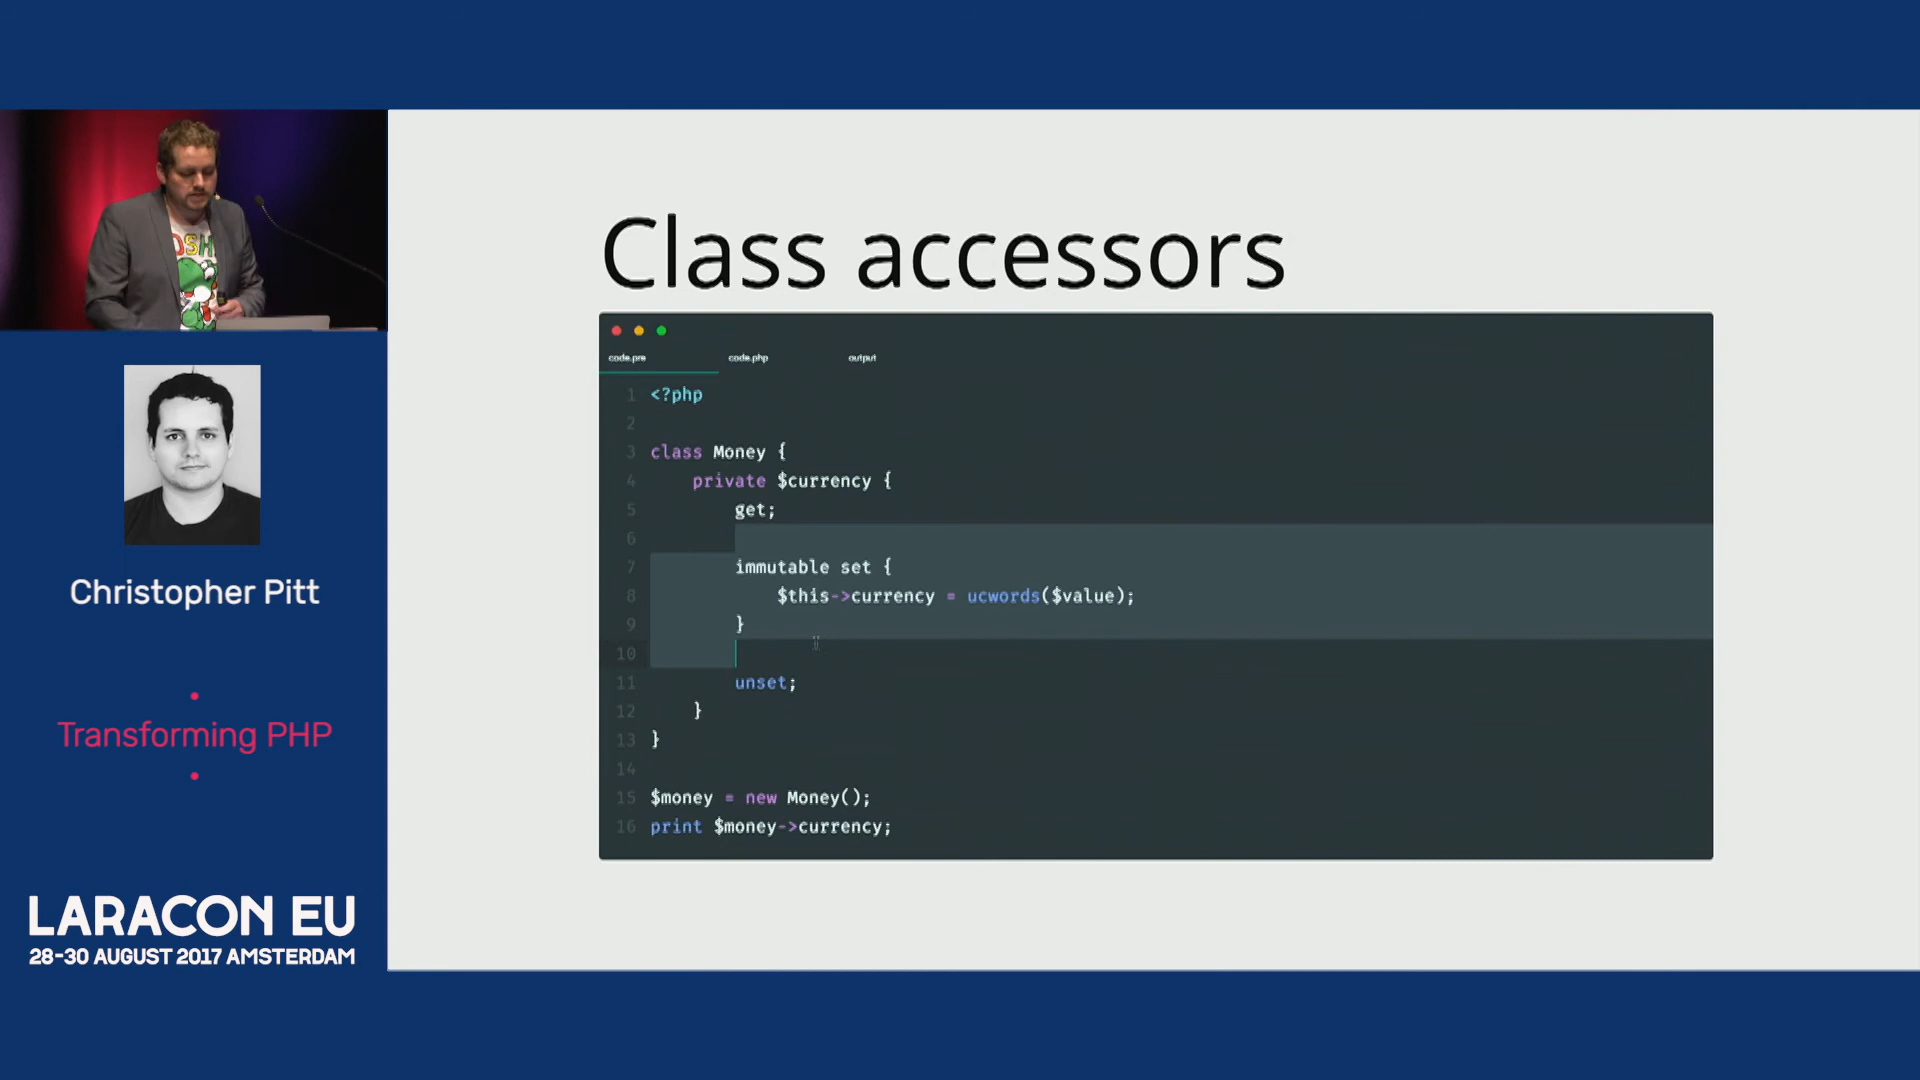 OSH
Christopher Pitt
Transforming PHP
LARACON EU
28-30 AUGUST 2017 AMSTERDAM
Class accessors
code.pre code.php output
1 <?php
2
3 class Money {
4 private $currency {
5 get;
6
7 immutable set {
8 $this->currency = ucwords($value);
9 }
10
11 unset;
12 }
13 }
14
15 $money = new Money();
16 print $money->currency;